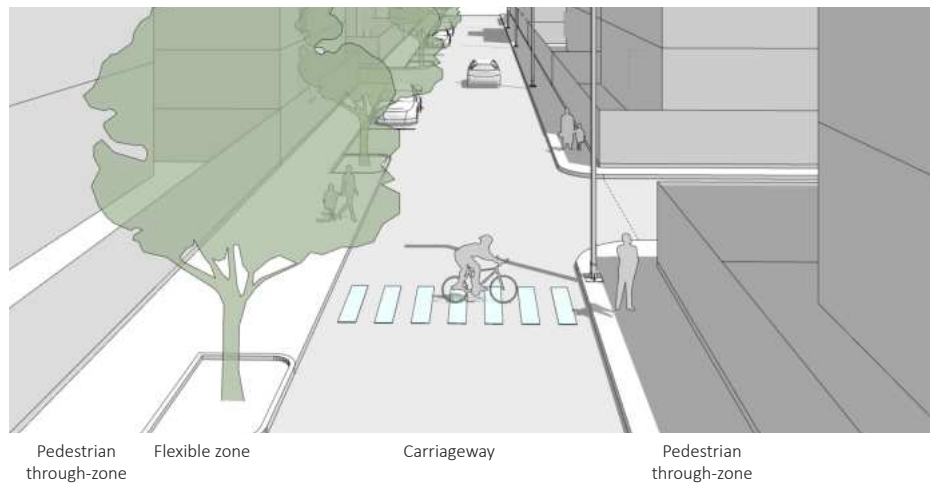 Pedestrian
through-zone
Flexible zone
Carriageway
Pedestrian
through-zone